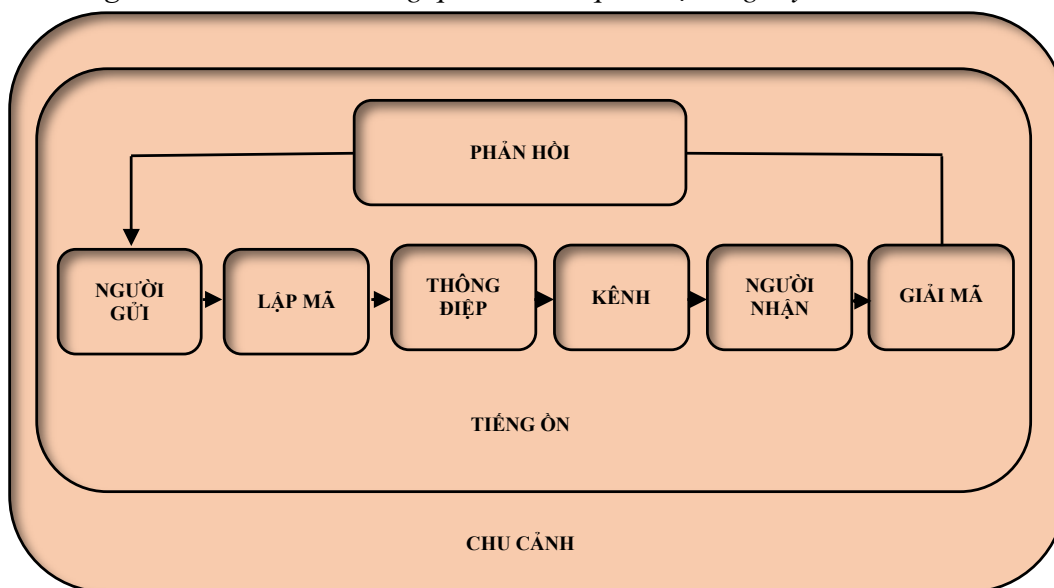 PHẢN HỒI
NGƯỜI
GỬI
LẬP MÃ
THÔNG
ĐIỆP
KÊNH
NGƯỜI
NHẬN
GIẢI MÃ
TIẾNG ỒN
CHU CẢNH